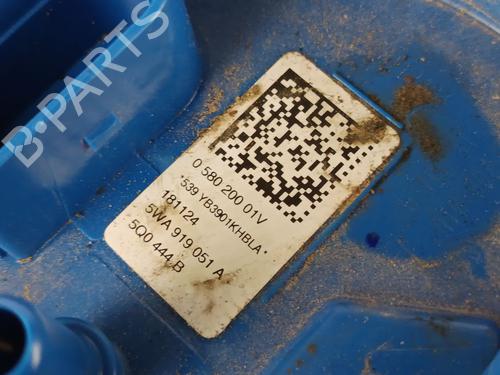 B-PARTS
0 580 200 01V
*539 YB3901KHBLA *
181124
5WA 919 051 A
5Q0 444 B